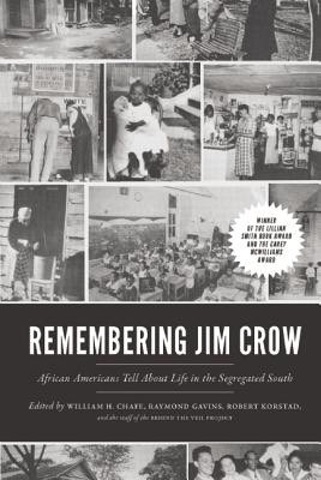 WHITE
WINNER
OF THE LILLIAN
SMITH BOOK AWARD
AND THE CAREY
MCWILLIAMS
AWARD
REMEMBERING JIM CROW
African Americans Tell About Life in the Segregated South
Edited by WILLIAM H. CHAFE, RAYMOND GAVINS, ROBERT KORSTAD,
and the staff of the BEHIND THE VEIL PROJECT